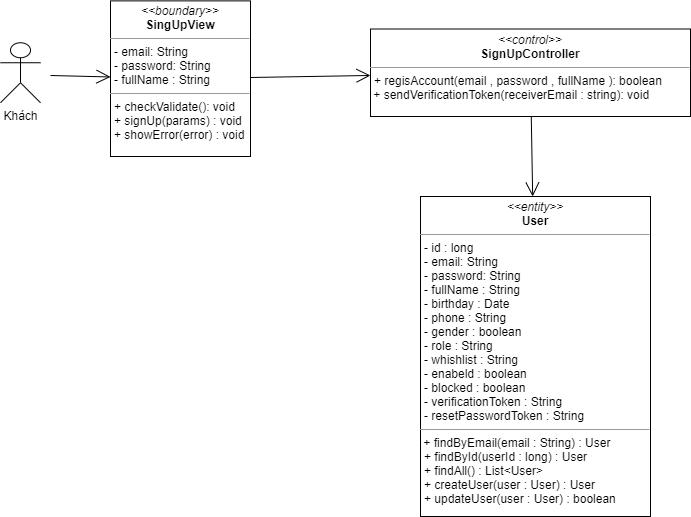 <<boundary>>
SingUpView
- email: String
- password: String
- fullName : String
+ checkValidate(): void
+ signUp(params) : void
+ showError(error) : void
Khách
<<control>>
SignUpController
+ regisAccount(email , password , fullName ): boolean
+ sendVerificationToken(receiverEmail : string): void
<<entity>>
User
- id : long
- email: String
- password: String
- fullName : String
- birthday : Date
- phone : String
- gender : boolean
- role : String
- whishlist : String
- enabeld : boolean
- blocked : boolean
- verificationToken : String
- resetPasswordToken : String
+ findByEmail(email : String) : User
+ findById(userId : long) : User
+ findAll() : List<User>
+ createUser(user : User) : User
+ updateUser(user : User) : boolean